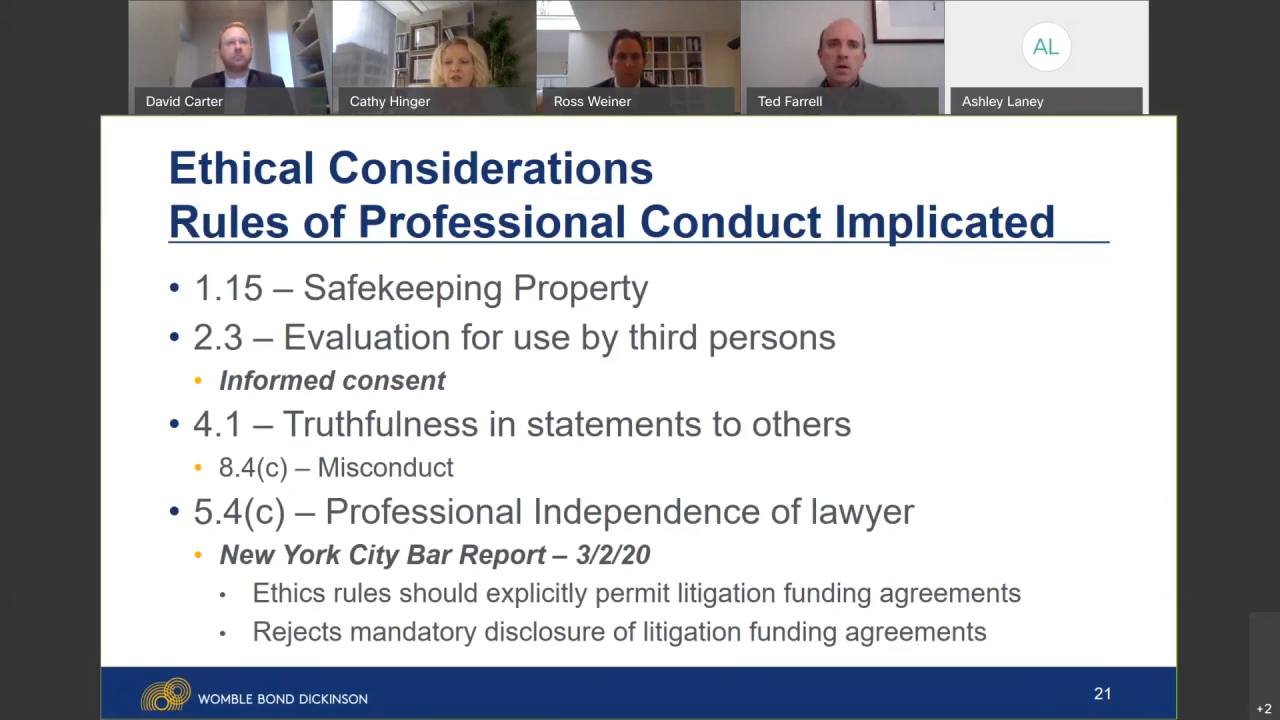 David Carter
Cathy Hinger
Ross Weiner
Ted Farrell
AL
Ashley Laney
Ethical Considerations
Rules of Professional Conduct Implicated
• 1.15 – Safekeeping Property
• 2.3 – Evaluation for use by third persons
• Informed consent
• 4.1 – Truthfulness in statements to others
• 8.4(c) – Misconduct
• 5.4(c) – Professional Independence of lawyer
• New York City Bar Report – 3/2/20
• Ethics rules should explicitly permit litigation funding agreements
• Rejects mandatory disclosure of litigation funding agreements
WOMBLE BOND DICKINSON
21
+2